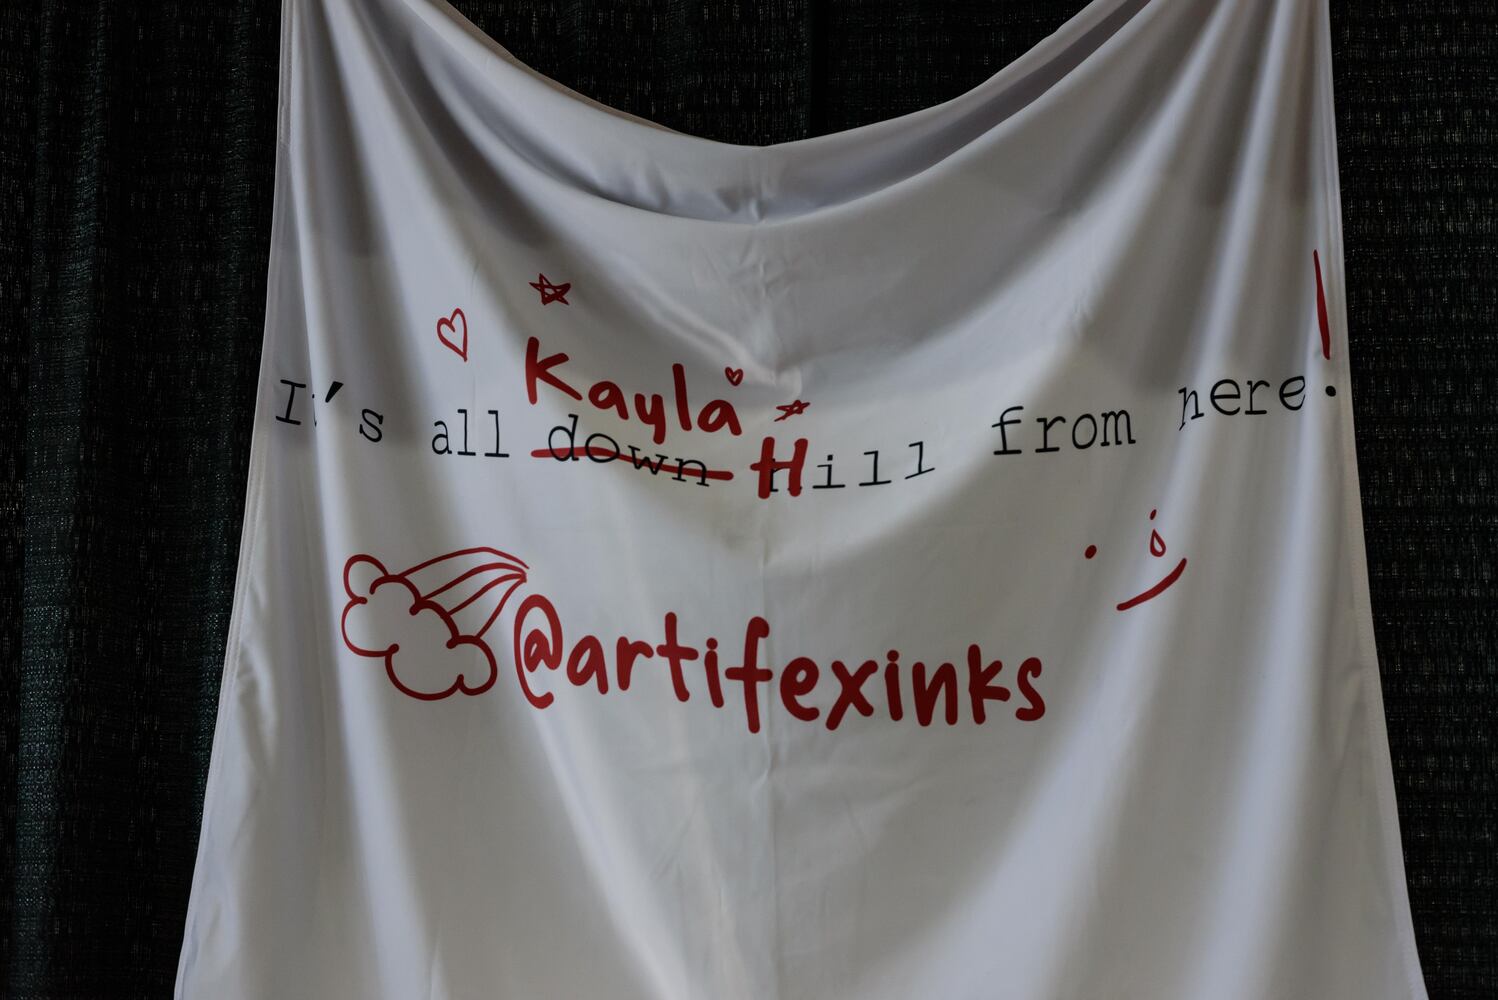 Kayla
It's all down Hill from here!
@artifexinks